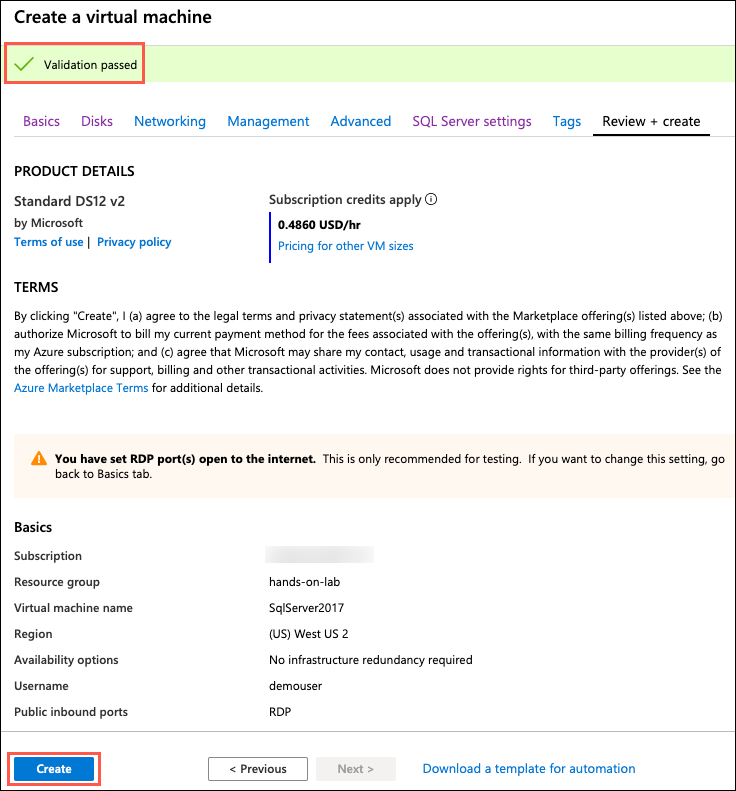 Create a virtual machine
Validation passed
Basics Disks Networking Management Advanced SQL Server settings Tags Review + create
PRODUCT DETAILS
Standard DS12 v2
by Microsoft
Terms of use | Privacy policy
Subscription credits apply
0.4860 USD/hr
Pricing for other VM sizes
TERMS
By clicking "Create", I (a) agree to the legal terms and privacy statement(s) associated with the Marketplace offering(s) listed above; (b)
authorize Microsoft to bill my current payment method for the fees associated with the offering(s), with the same billing frequency as
my Azure subscription; and (c) agree that Microsoft may share my contact, usage and transactional information with the provider(s) of
the offering(s) for support, billing and other transactional activities. Microsoft does not provide rights for third-party offerings. See the
Azure Marketplace Terms for additional details.
You have set RDP port(s) open to the internet. This is only recommended for testing. If you want to change this setting, go
back to Basics tab.
Basics
Subscription
Resource group hands-on-lab
Virtual machine name SqlServer2017
Region (US) West US 2
Availability options No infrastructure redundancy required
Username demouser
Public inbound ports RDP
Create < Previous Next > Download a template for automation